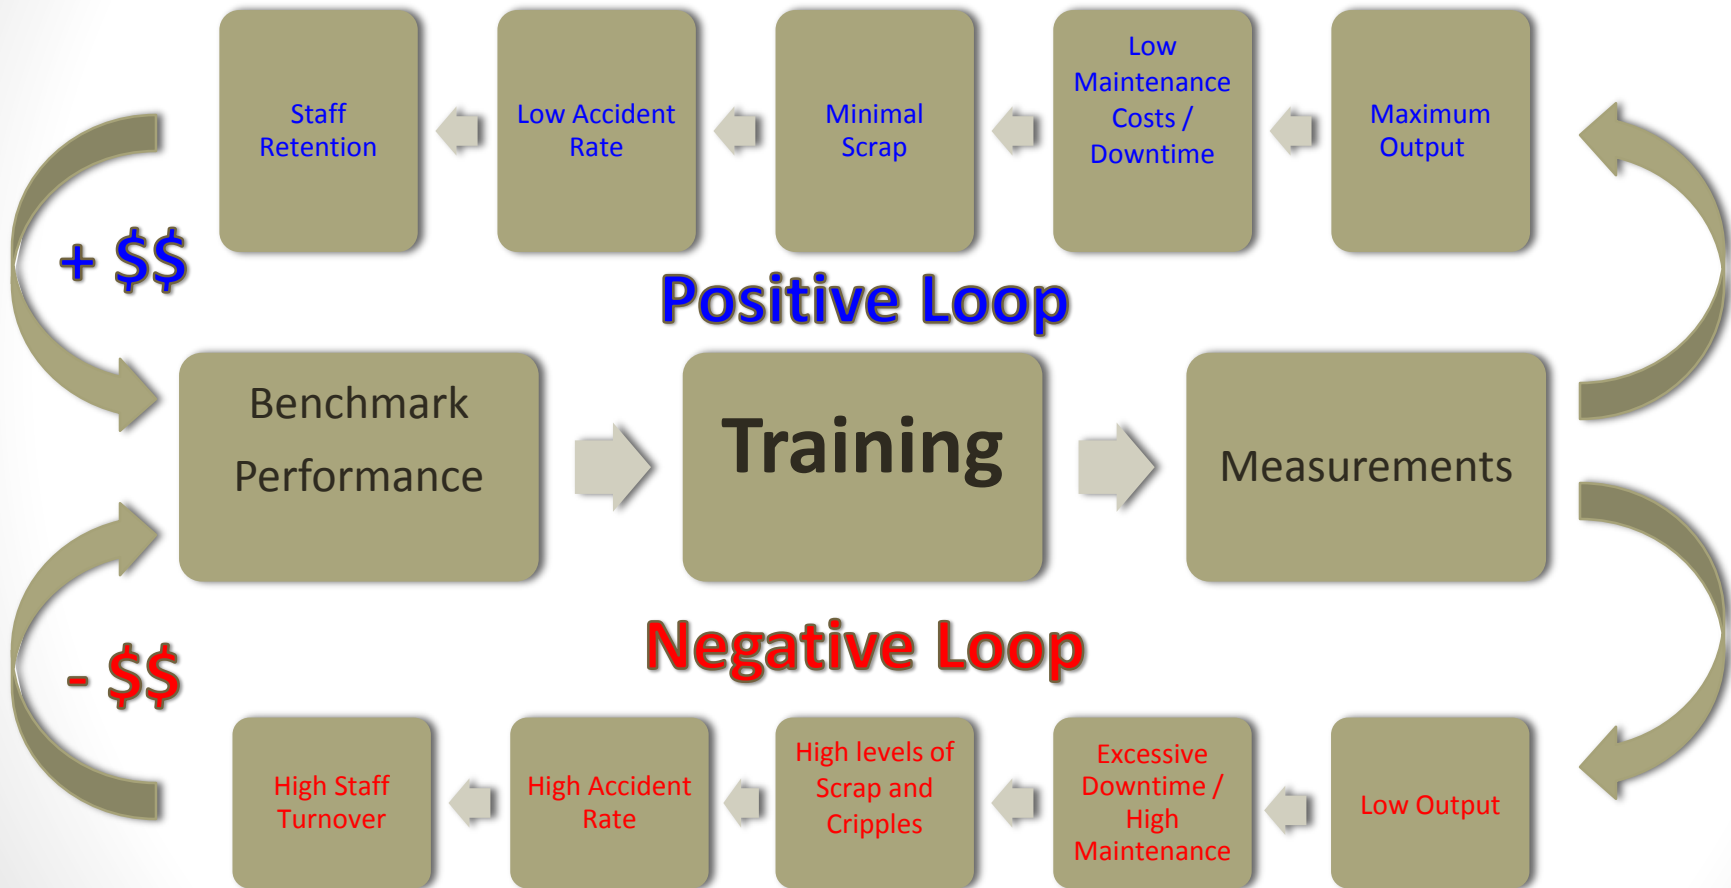 Staff
Retention
Low Accident
Rate
Minimal
Scrap
Low
Maintenance
Costs /
Downtime
Maximum
Output
+ $$
Positive Loop
Benchmark
Performance
Training
Measurements
Negative Loop
- $$
High Staff
Turnover
High Accident
Rate
High levels of
Scrap and
Cripples
Excessive
Downtime /
High
Maintenance
Low Output